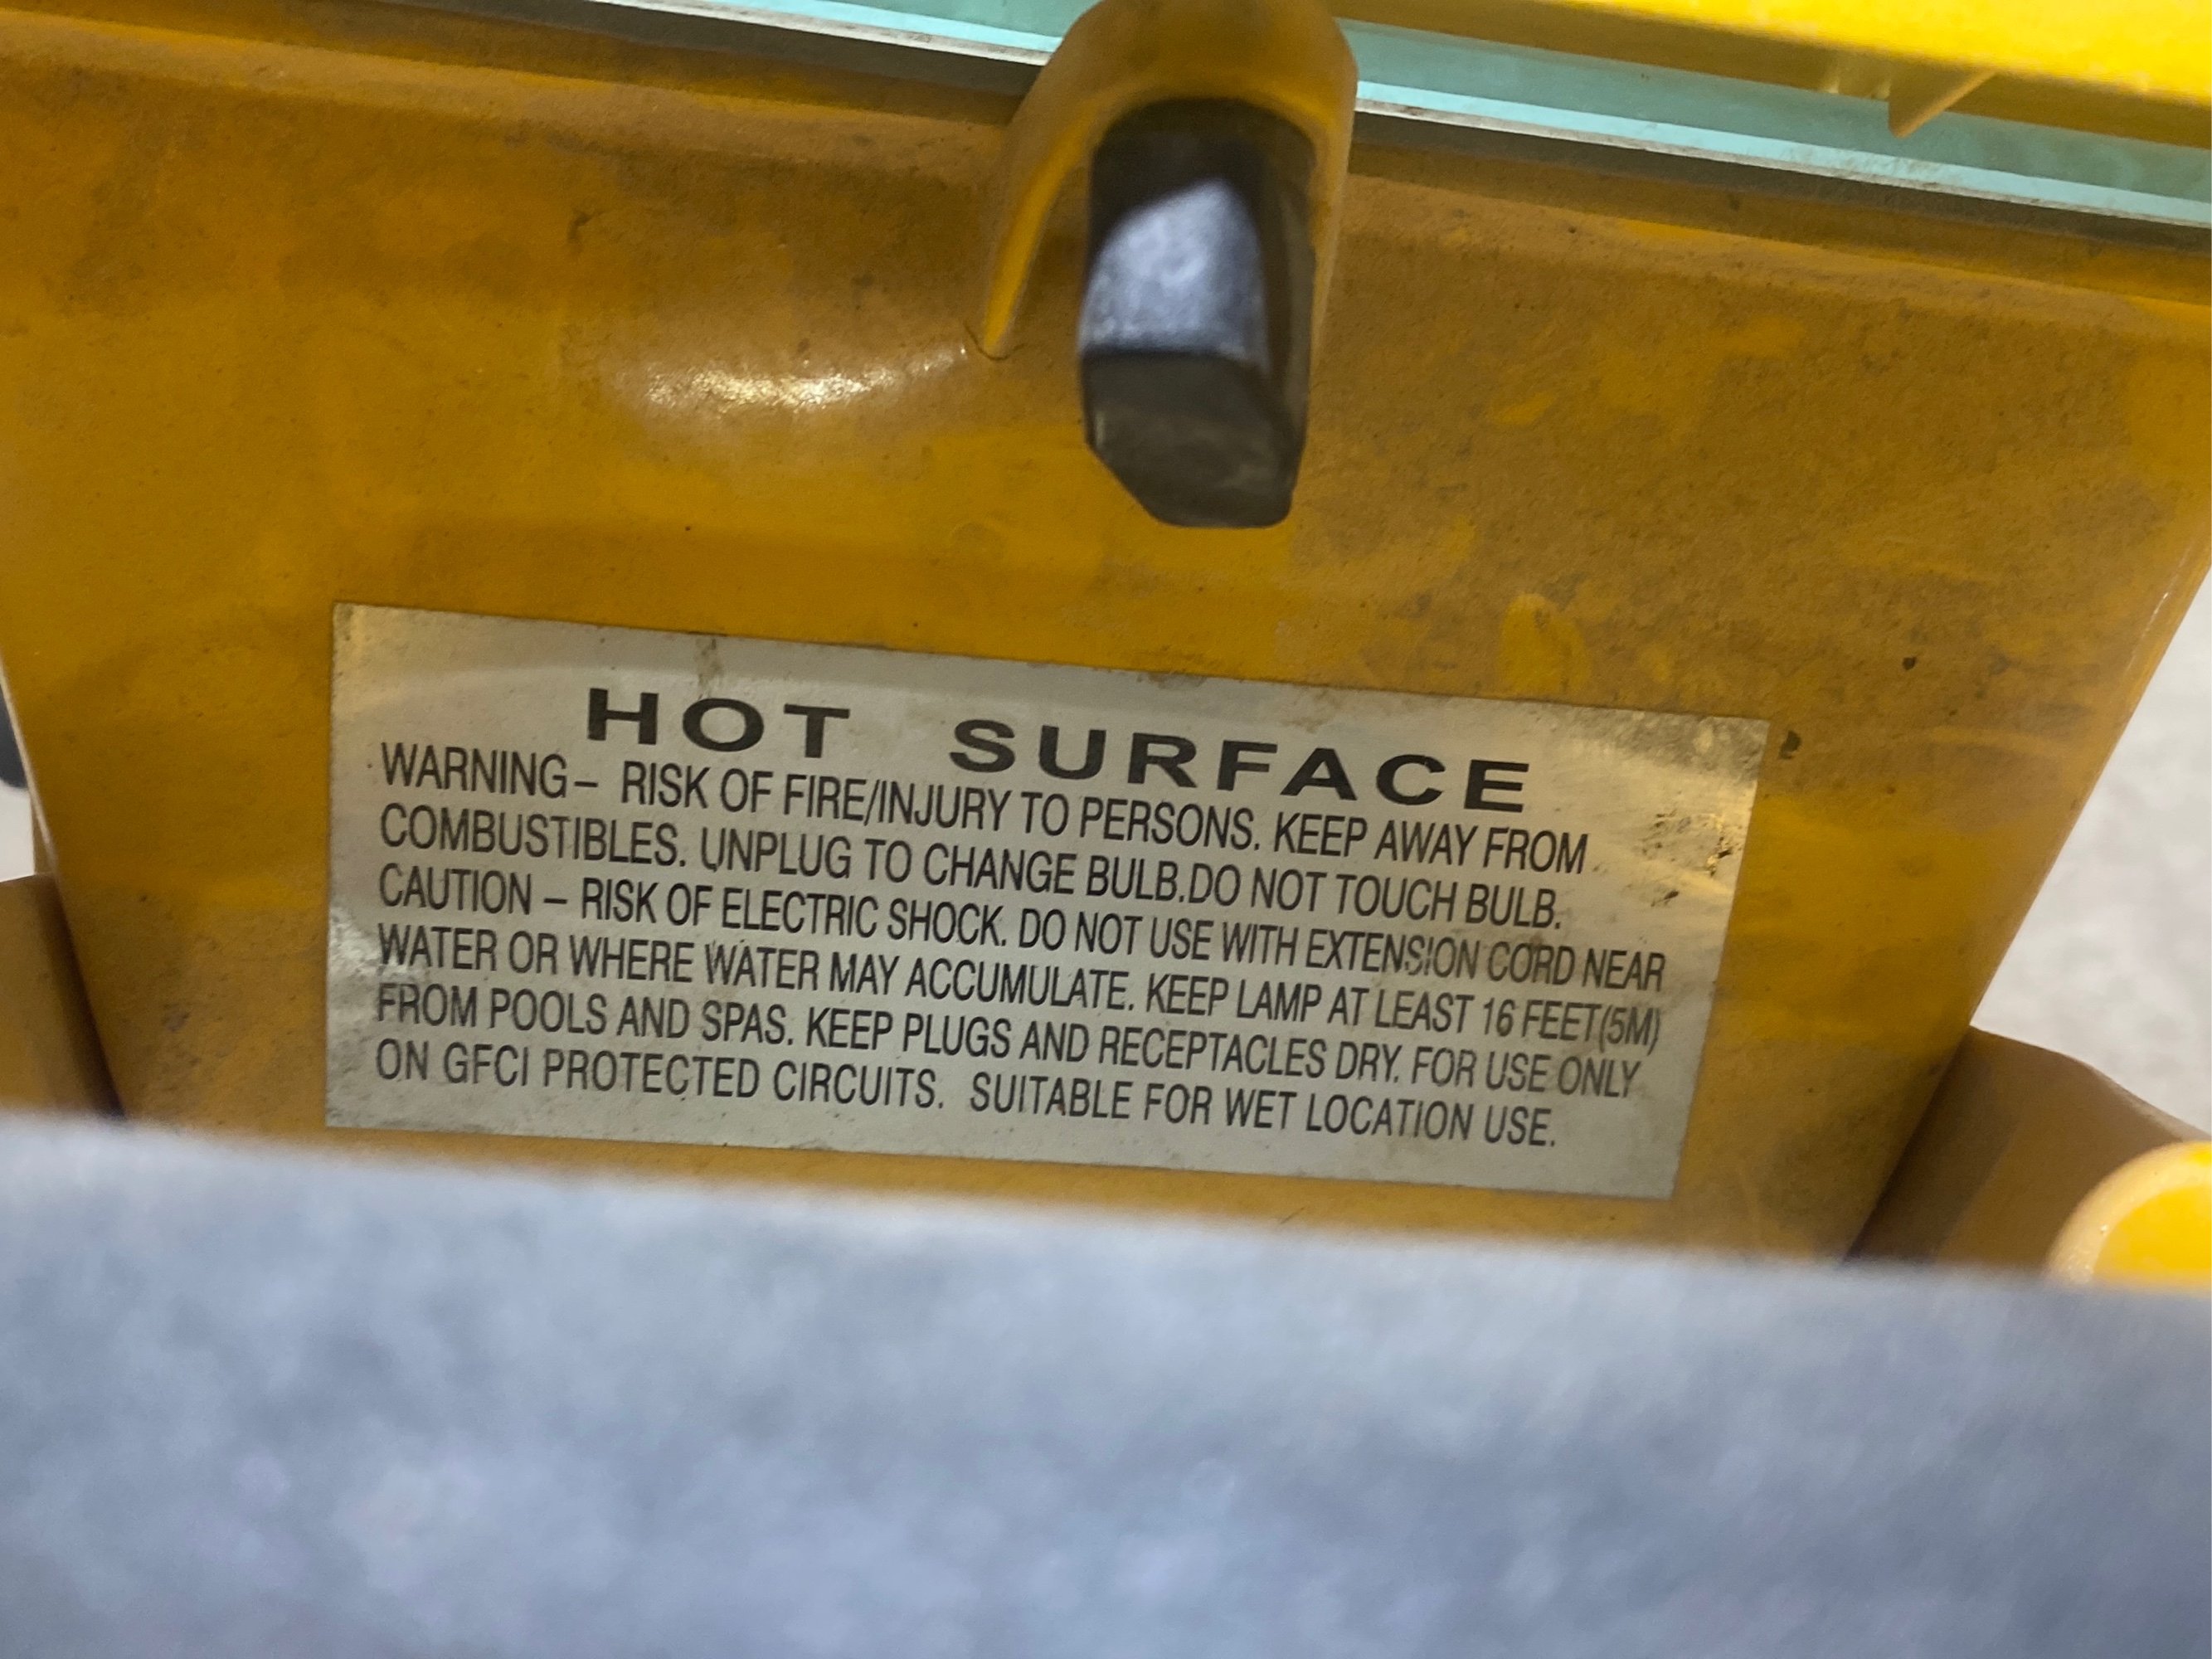 HOT SURFACE
WARNING- RISK OF FIRE/INJURY TO PERSONS. KEEP AWAY FROM
COMBUSTIBLES. UNPLUG TO CHANGE BULB.DO NOT TOUCH BULB.
CAUTION – RISK OF ELECTRIC SHOCK. DO NOT USE WITH EXTENSION CORD NEAR
WATER OR WHERE WATER MAY ACCUMULATE. KEEP LAMP AT LEAST 16 FEET(5M)
FROM POOLS AND SPAS. KEEP PLUGS AND RECEPTACLES DRY. FOR USE ONLY
ON GFCI PROTECTED CIRCUITS. SUITABLE FOR WET LOCATION USE.